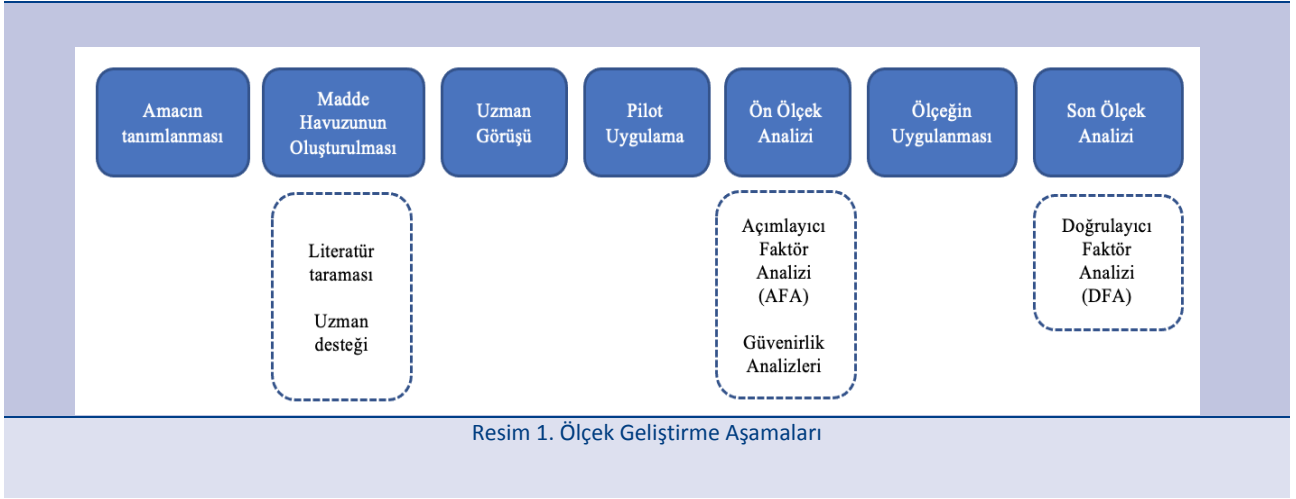 Amacın
tanımlanması
Madde
Havuzunun
Oluşturulması
Uzman
Görüşü
Pilot
Uygulama
Ön Ölçek
Analizi
Ölçeğin
Uygulanması
Son Ölçek
Analizi
Literatür
taraması
Uzman
desteği
Açımlayıcı
Faktör
Analizi
(AFA)
Güvenirlik
Analizleri
Doğrulayıcı
Faktör
Analizi
(DFA)
Resim 1. Ölçek Geliştirme Aşamaları